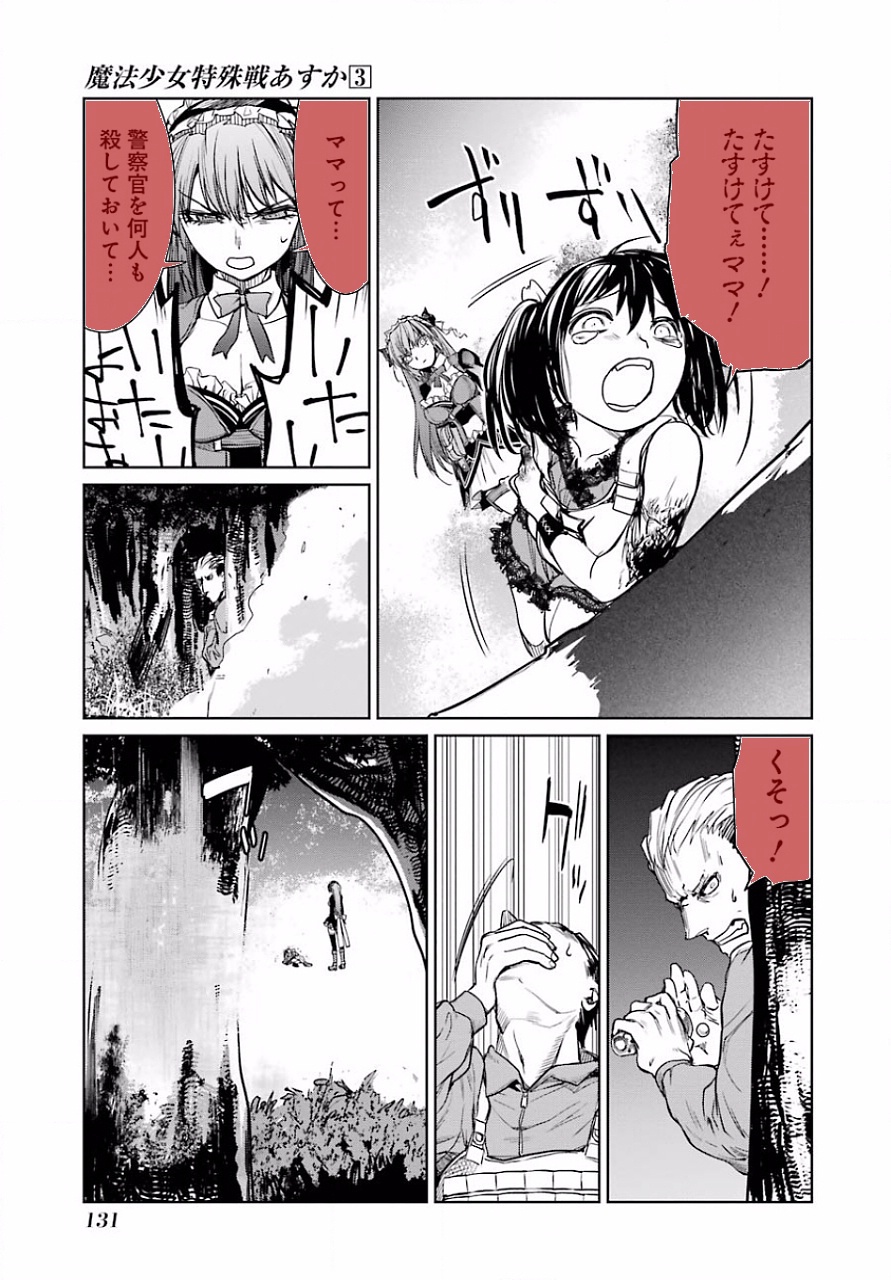 魔法少女特殊戦あすか3
たすけて……！
たすけてぇママ！
ずり
ずり
ママって…
警察官を何人も
殺しておいて…
くそっ！
131